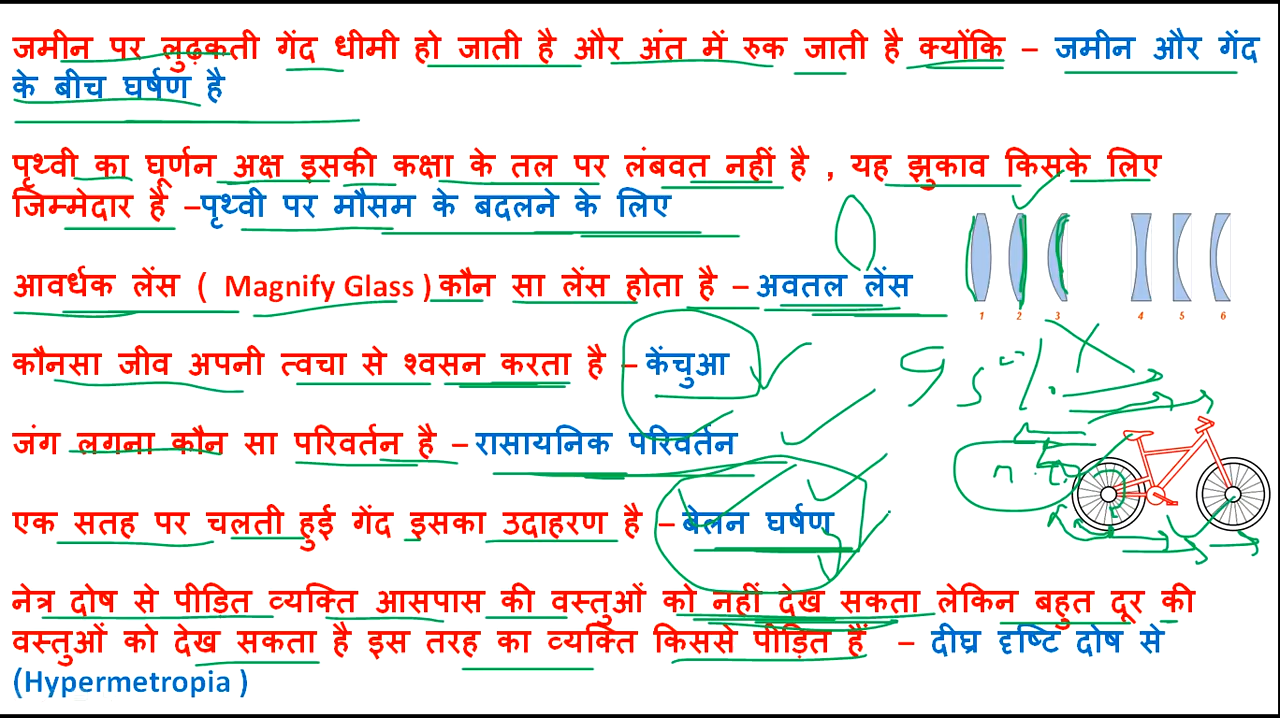 जमीन पर लुढ़कती गेंद धीमी हो जाती है और अंत में रुक जाती है क्योंकि – जमीन और गेंद
के बीच घर्षण है
पृथ्वी का घूर्णन अक्ष इसकी कक्षा के तल पर लंबवत नहीं है , यह झुकाव किसके लिए
जिम्मेदार है –पृथ्वी पर मौसम के बदलने के लिए
आवर्धक लेंस ( Magnify Glass ) कौन सा लेंस होता है – अवतल लेंस
1 2 3 4 5 6
कौनसा जीव अपनी त्वचा से श्वसन करता है – केंचुआ
जंग लगना कौन सा परिवर्तन है – रासायनिक परिवर्तन
एक सतह पर चलती हुई गेंद इसका उदाहरण है – बेलन घर्षण
नेत्र दोष से पीडित व्यक्ति आसपास की वस्तुओं को नहीं देख सकता लेकिन बहुत दूर की
वस्तुओं को देख सकता है इस तरह का व्यक्ति किससे पीड़ित हैं – दीघ्र दृष्टि दोष से
(Hypermetropia )